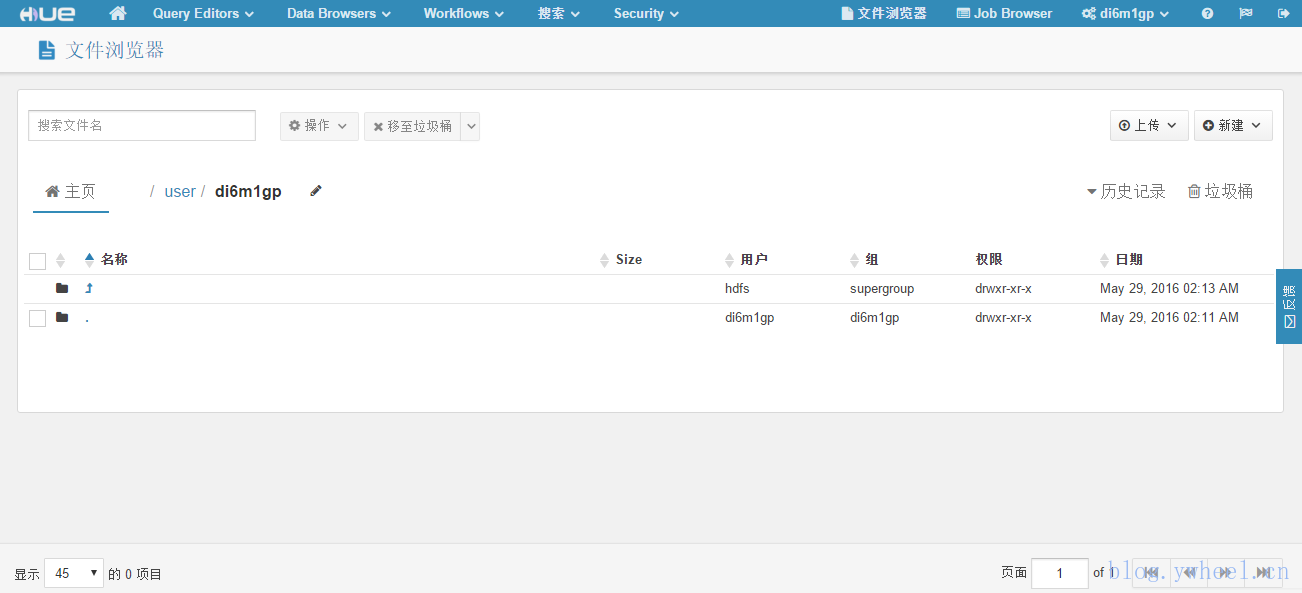 HUE Query Editors Data Browsers Workflows 搜索 Security 文件浏览器 Job Browser di6m1gp
文件浏览器
搜索文件名 操作 移至垃圾桶 上传 新建
主页 / user / di6m1gp 历史记录 垃圾桶
名称 Size 用户 组 权限 日期
hdfs supergroup drwxr-xr-x May 29, 2016 02:13 AM
. di6m1gp di6m1gp drwxr-xr-x May 29, 2016 02:11 AM
反馈
显示 45 的 0 项目 页面 1 of 1
blog.ywheel.cn